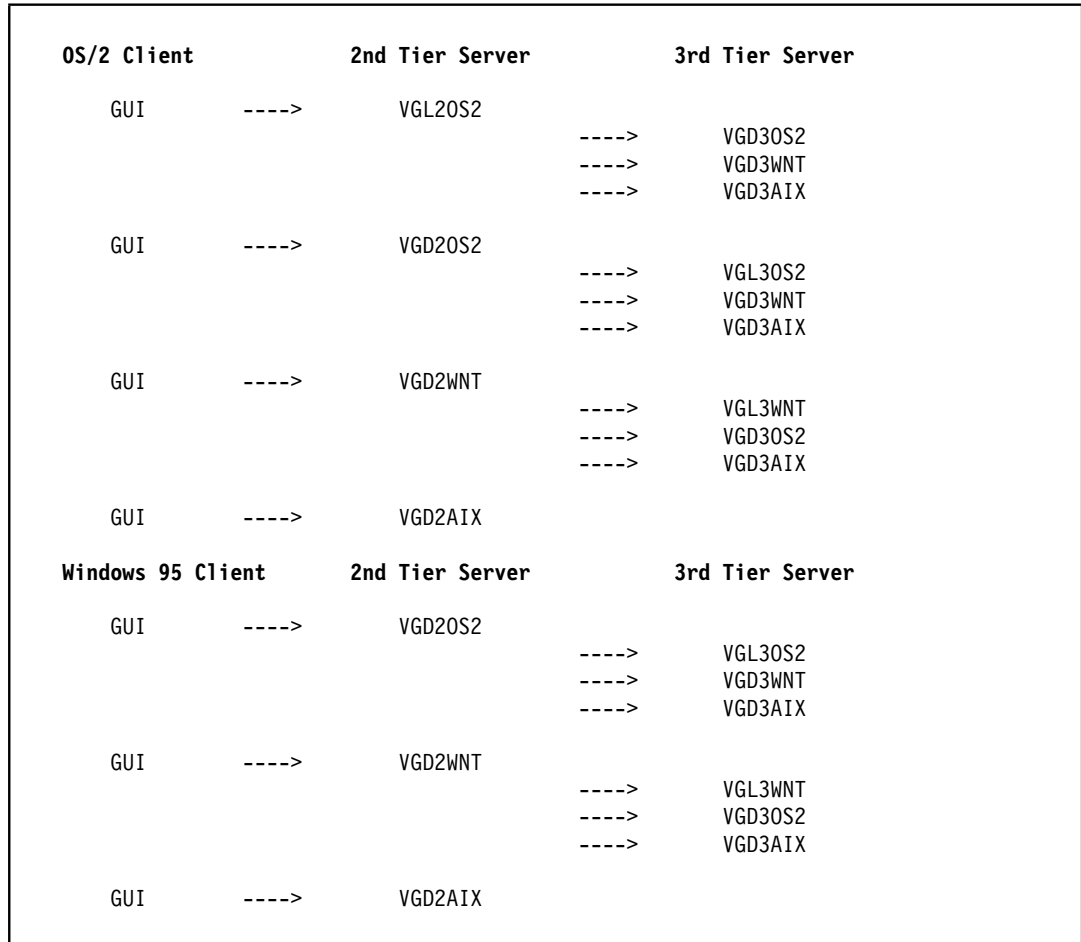 OS/2 Client 2nd Tier Server 3rd Tier Server
GUI ----> VGL2OS2
----> VGD3OS2
----> VGD3WNT
----> VGD3AIX
GUI ----> VGD2OS2
----> VGL3OS2
----> VGD3WNT
----> VGD3AIX
GUI ----> VGD2WNT
----> VGL3WNT
----> VGD3OS2
----> VGD3AIX
GUI ----> VGD2AIX
Windows 95 Client 2nd Tier Server 3rd Tier Server
GUI ----> VGD2OS2
----> VGL3OS2
----> VGD3WNT
----> VGD3AIX
GUI ----> VGD2WNT
----> VGL3WNT
----> VGD3OS2
----> VGD3AIX
GUI ----> VGD2AIX